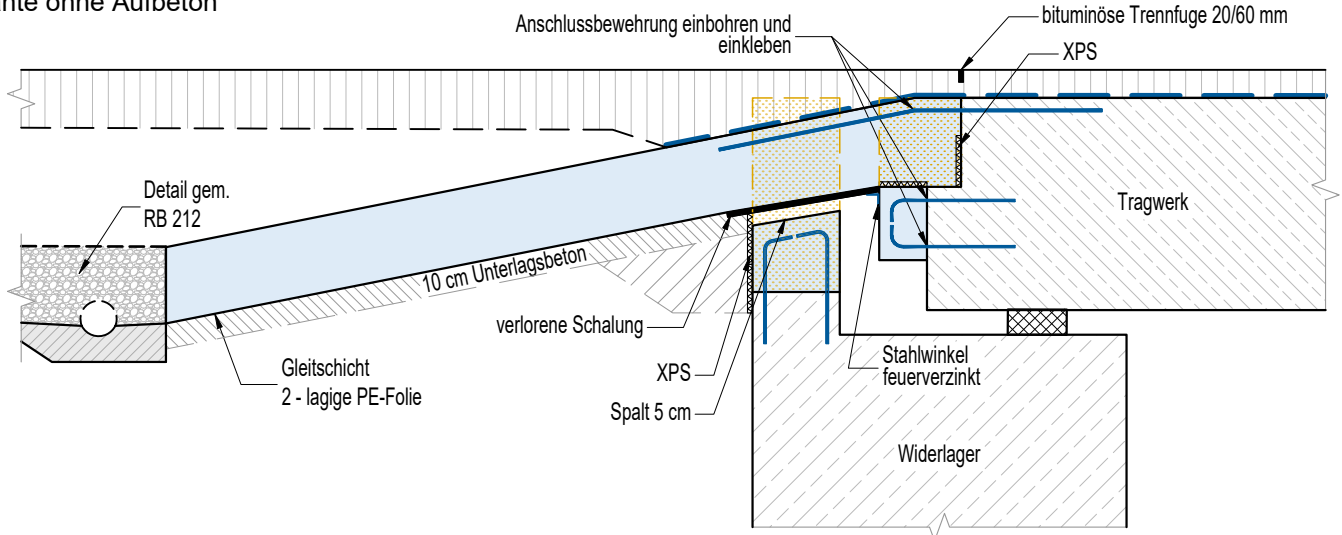 ohne Aufbeton
Anschlussbewehrung einbohren und
einkleben
bituminöse Trennfuge 20/60 mm
XPS
Detail gem.
RB 212
Tragwerk
10 cm Unterlagsbeton
verlorene Schalung
Gleitschicht
2 - lagige PE-Folie
XPS
Spalt 5 cm
Stahlwinkel
feuerverzinkt
Widerlager